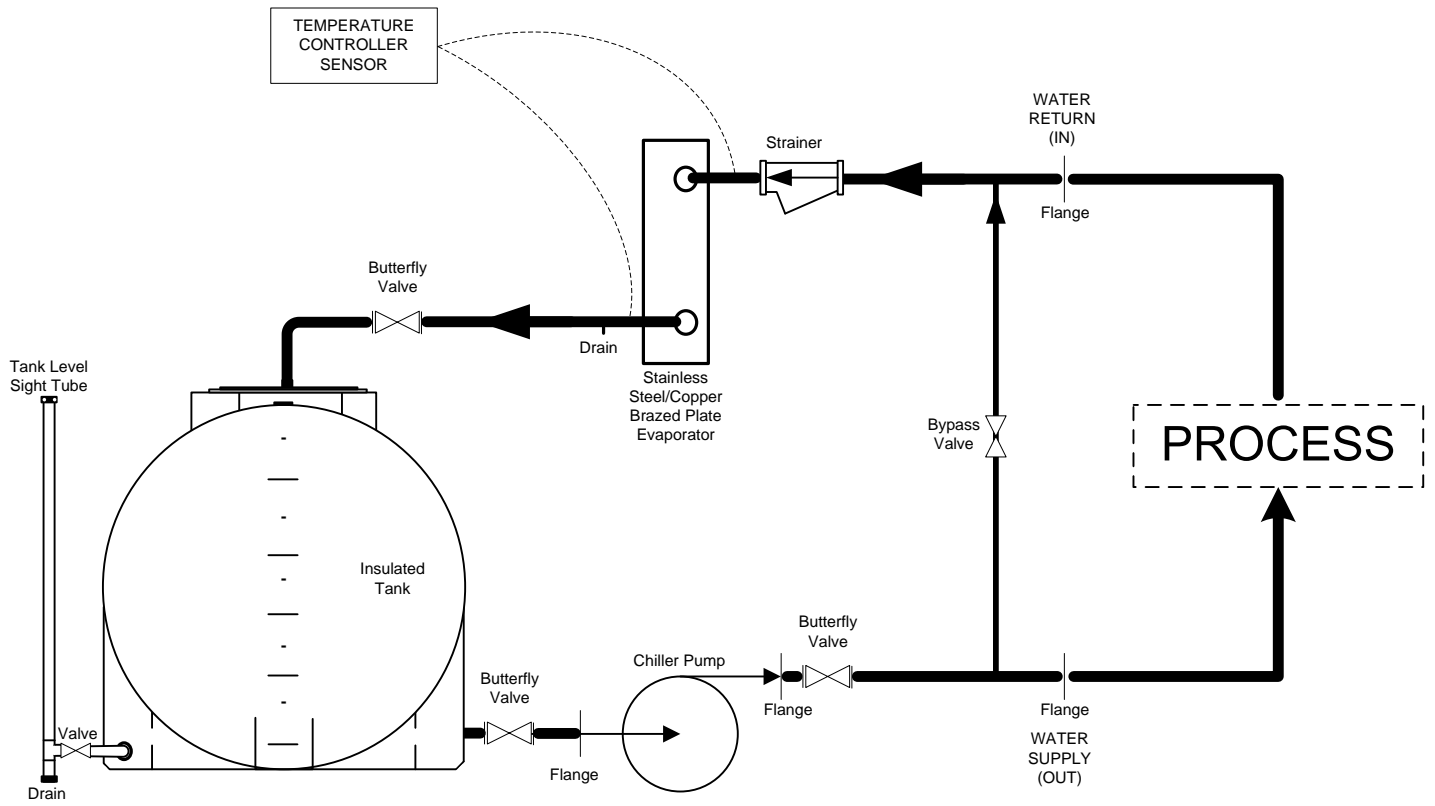 TEMPERATURE
CONTROLLER
SENSOR
WATER
RETURN
(IN)
Strainer
Flange
Butterfly
Valve
Drain
Tank Level
Sight Tube
Stainless
Steel/Copper
Brazed Plate
Evaporator
Bypass
Valve
PROCESS
Insulated
Tank
Butterfly
Valve
Chiller Pump
Butterfly
Valve
Flange
Flange
Valve
WATER
SUPPLY
(OUT)
Flange
Drain